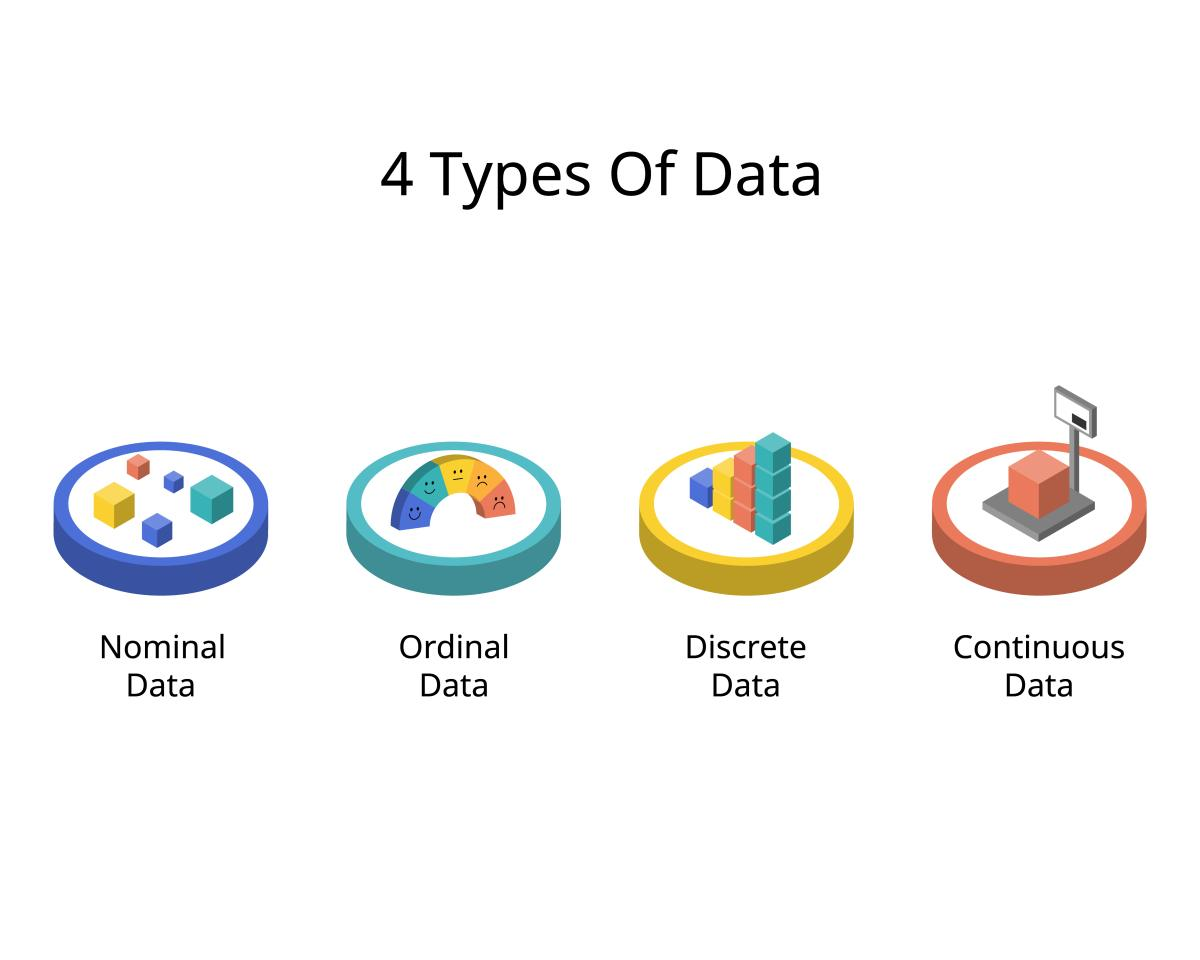 4 Types Of Data
Nominal
Data
Ordinal
Data
Discrete
Data
Continuous
Data